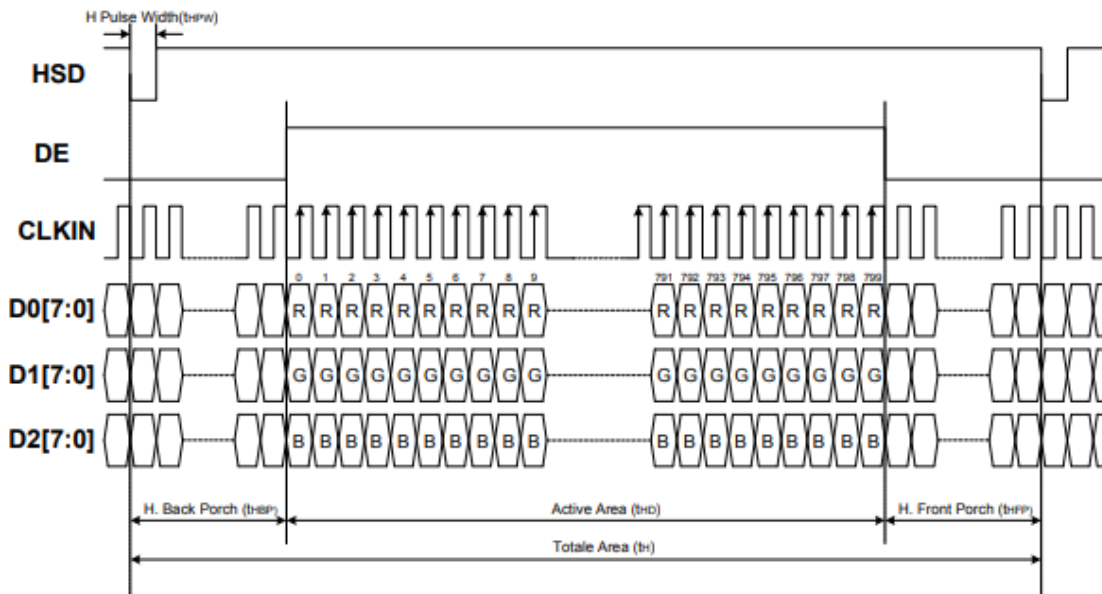 H Pulse Width(tHPW)
HSD
DE
CLKIN
0 1 2 3 4 5 6 7 8 9 791 792 793 794 795 796 797 798 799
D0[7:0] R R R R R R R R R R R R R R R R R R R
D1[7:0] G G G G G G G G G G G G G G G G G G G
D2[7:0] B B B B B B B B B B B B B B B B B B B
H. Back Porch (tHBP) Active Area (tHD) H. Front Porch (tHFP)
Totale Area (tH)